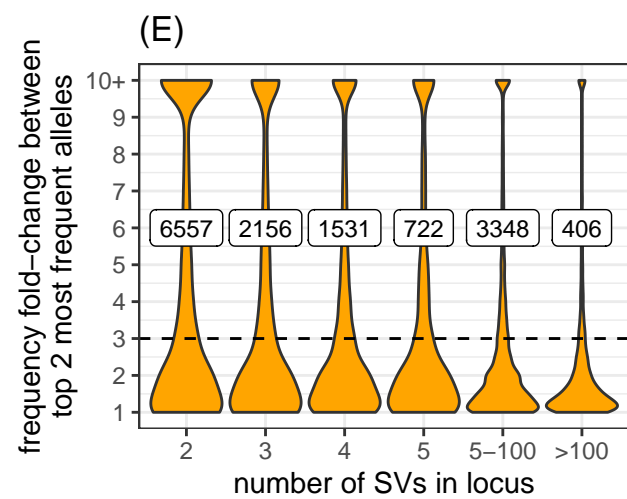 (E)
frequency fold−change between
top 2 most frequent alleles
10+
9
8
7
6
5
4
3
2
1
6557 2156 1531 722 3348 406
2 3 4 5 5−100 >100
number of SVs in locus